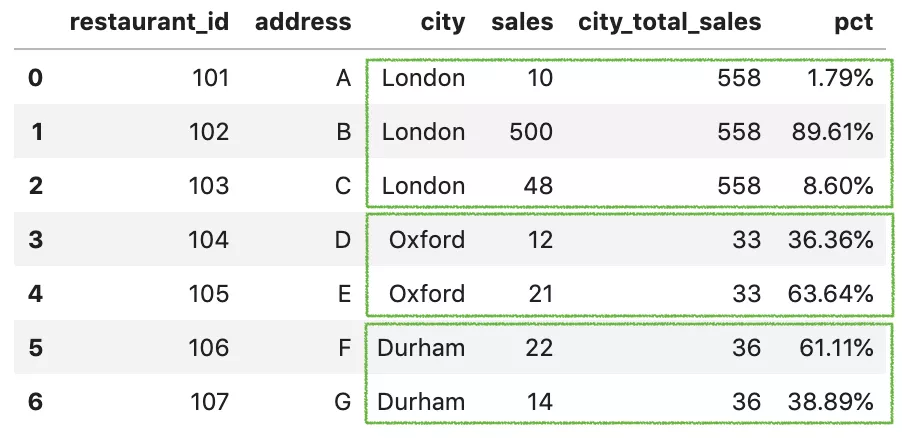 restaurant_id address city sales city_total_sales pct
0 101 A London 10 558 1.79%
1 102 B London 500 558 89.61%
2 103 C London 48 558 8.60%
3 104 D Oxford 12 33 36.36%
4 105 E Oxford 21 33 63.64%
5 106 F Durham 22 36 61.11%
6 107 G Durham 14 36 38.89%